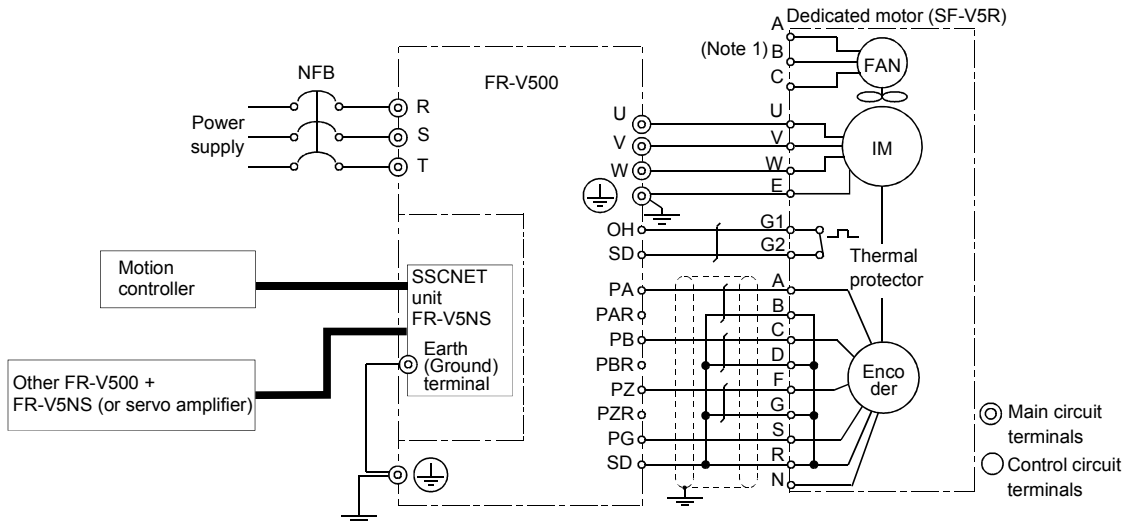 Dedicated motor (SF-V5R)
A
(Note 1) B
C
FAN
NFB
FR-V500
Power
supply
R
S
T
U
V
W
U
V
W
E
IM
OH
SD
G1
G2
Thermal
protector
Motion
controller
SSCNET
unit
FR-V5NS
Earth
(Ground)
terminal
Other FR-V500 +
FR-V5NS (or servo amplifier)
PA
PAR
PB
PBR
PZ
PZR
PG
SD
A
B
C
D
F
G
S
R
N
Enco
der
Main circuit
terminals
Control circuit
terminals